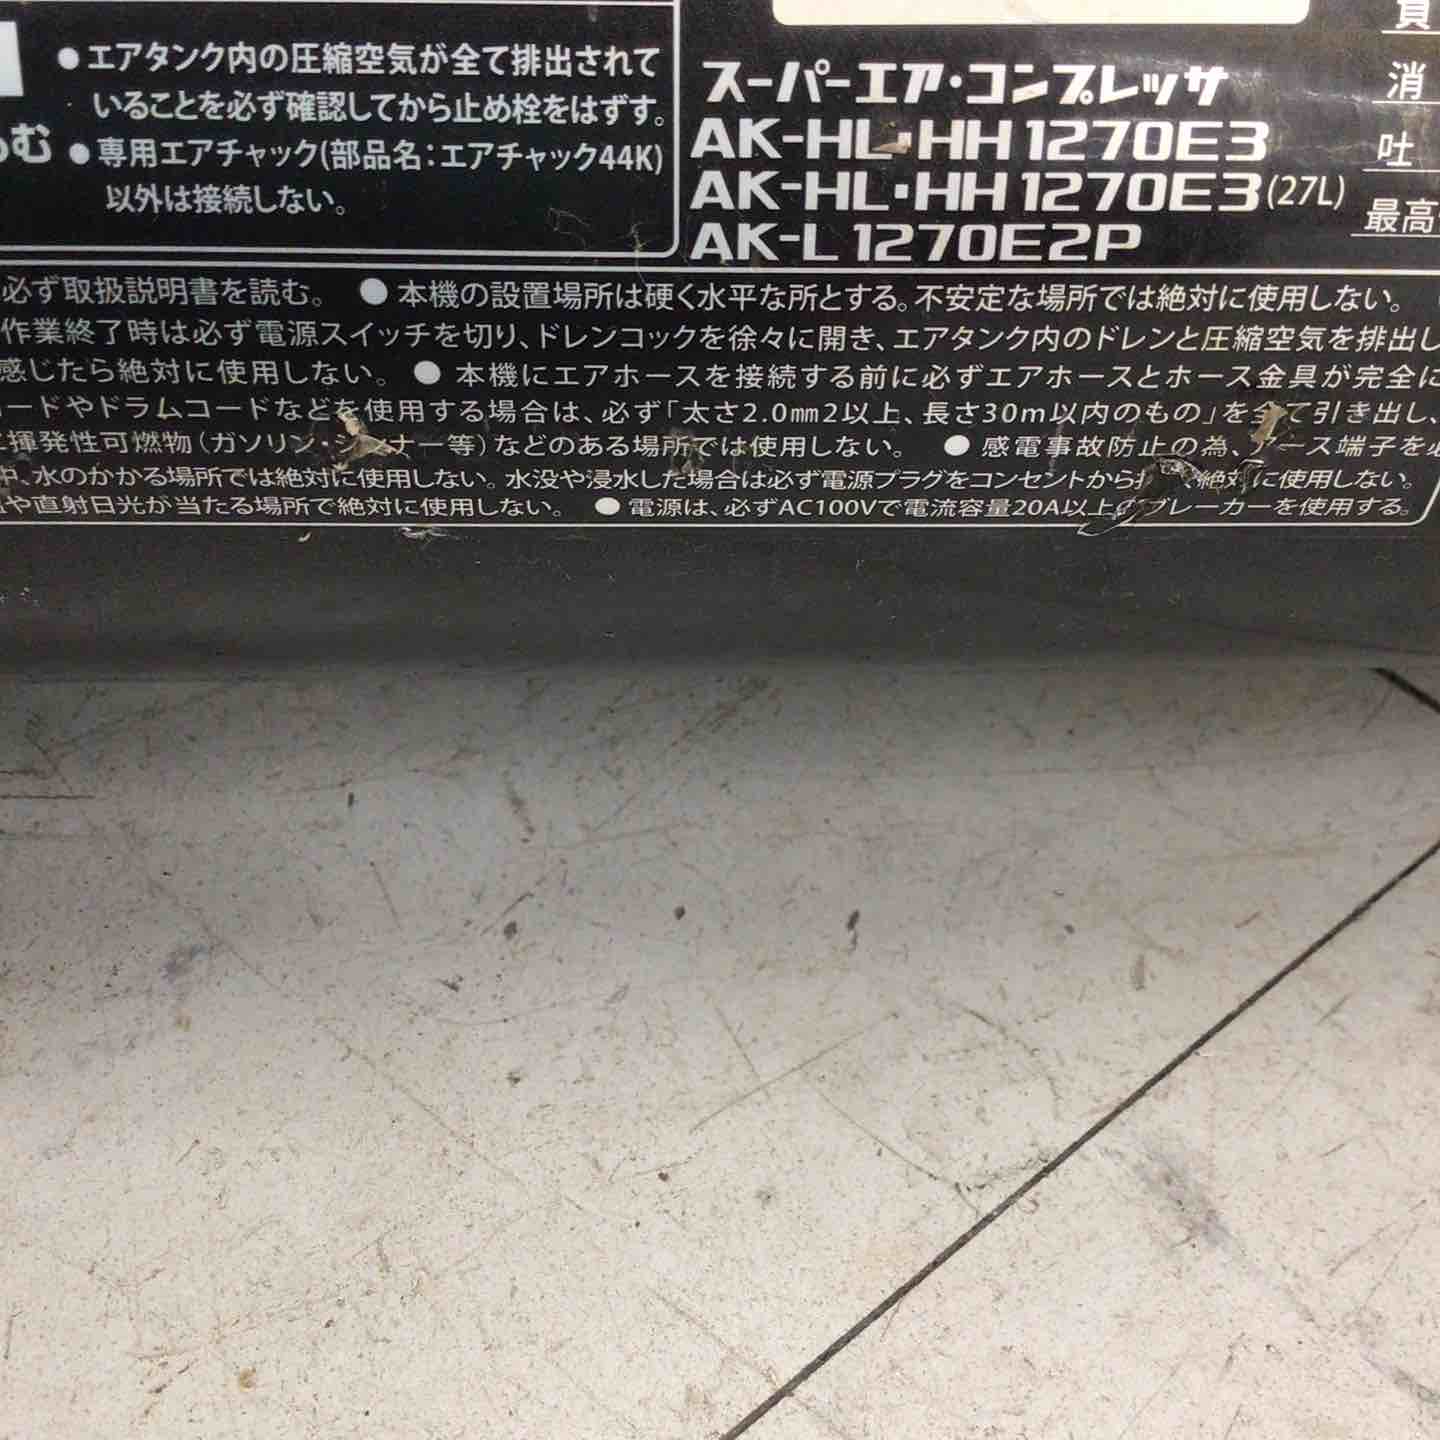 ● エアタンク内の圧縮空気が全て排出されて
いることを必ず確認してから止め栓をはずす。
む ● 専用エアチャック(部品名：エアチャック44K)
以外は接続しない。
スーパーエア・コンプレッサ
AK-HL・HH1270E3
AK-HL・HH1270E3(27L)
AK-L1270E2P
消
吐
最高
必ず取扱説明書を読む。 ● 本機の設置場所は硬く水平な所とする。不安定な場所では絶対に使用しない。
作業終了時は必ず電源スイッチを切り、ドレンコックを徐々に開き、エアタンク内のドレンと圧縮空気を排出し
感じたら絶対に使用しない。 ● 本機にエアホースを接続する前に必ずエアホースとホース金具が完全に
ードやドラムコードなどを使用する場合は、必ず「太さ2.0㎜2以上、長さ30m以内のもの」を全て引き出し、
揮発性可燃物（ガソリン・シンナー等）などのある場所では使用しない。 ● 感電事故防止の為、アース端子を必
中、水のかかる場所では絶対に使用しない。水没や浸水した場合は必ず電源プラグをコンセントから 絶対に使用しない。
や直射日光が当たる場所で絶対に使用しない。 ● 電源は、必ずAC100Vで電流容量20A以上のブレーカーを使用する。